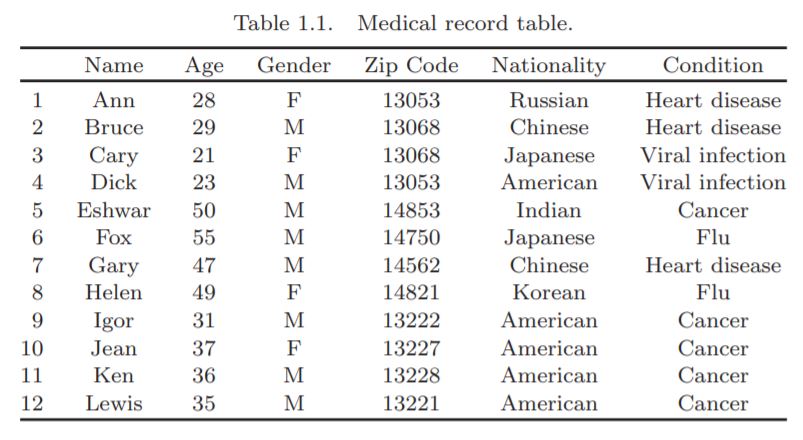 Table 1.1. Medical record table.
Name Age Gender Zip Code Nationality Condition
1 Ann 28 F 13053 Russian Heart disease
2 Bruce 29 M 13068 Chinese Heart disease
3 Cary 21 F 13068 Japanese Viral infection
4 Dick 23 M 13053 American Viral infection
5 Eshwar 50 M 14853 Indian Cancer
6 Fox 55 M 14750 Japanese Flu
7 Gary 47 M 14562 Chinese Heart disease
8 Helen 49 F 14821 Korean Flu
9 Igor 31 M 13222 American Cancer
10 Jean 37 F 13227 American Cancer
11 Ken 36 M 13228 American Cancer
12 Lewis 35 M 13221 American Cancer